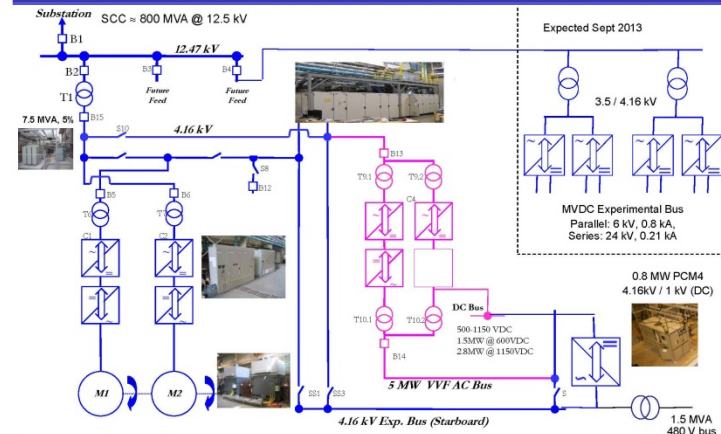 Substation
SCC ≈ 800 MVA @ 12.5 kV
B1
12.47 kV
B2
B3
B4
T1
Future
Feed
Future
Feed
B15
7.5 MVA, 5%
S10
4.16 kV
S8
B12
B5
B6
T6
T7
C1
C2
M1
M2
B13
T9.1
T9.2
C4
T10.1
T10.2
B14
DC Bus
500-1150 VDC
1.5MW @ 600VDC
2.8MW @ 1150VDC
5 MW VVF AC Bus
SS1
SS3
S
4.16 kV Exp. Bus (Starboard)
Expected Sept 2013
3.5 / 4.16 kV
MVDC Experimental Bus
Parallel: 6 kV, 0.8 kA,
Series: 24 kV, 0.21 kA
0.8 MW PCM4
4.16kV / 1 kV (DC)
1.5 MVA
480 V bus